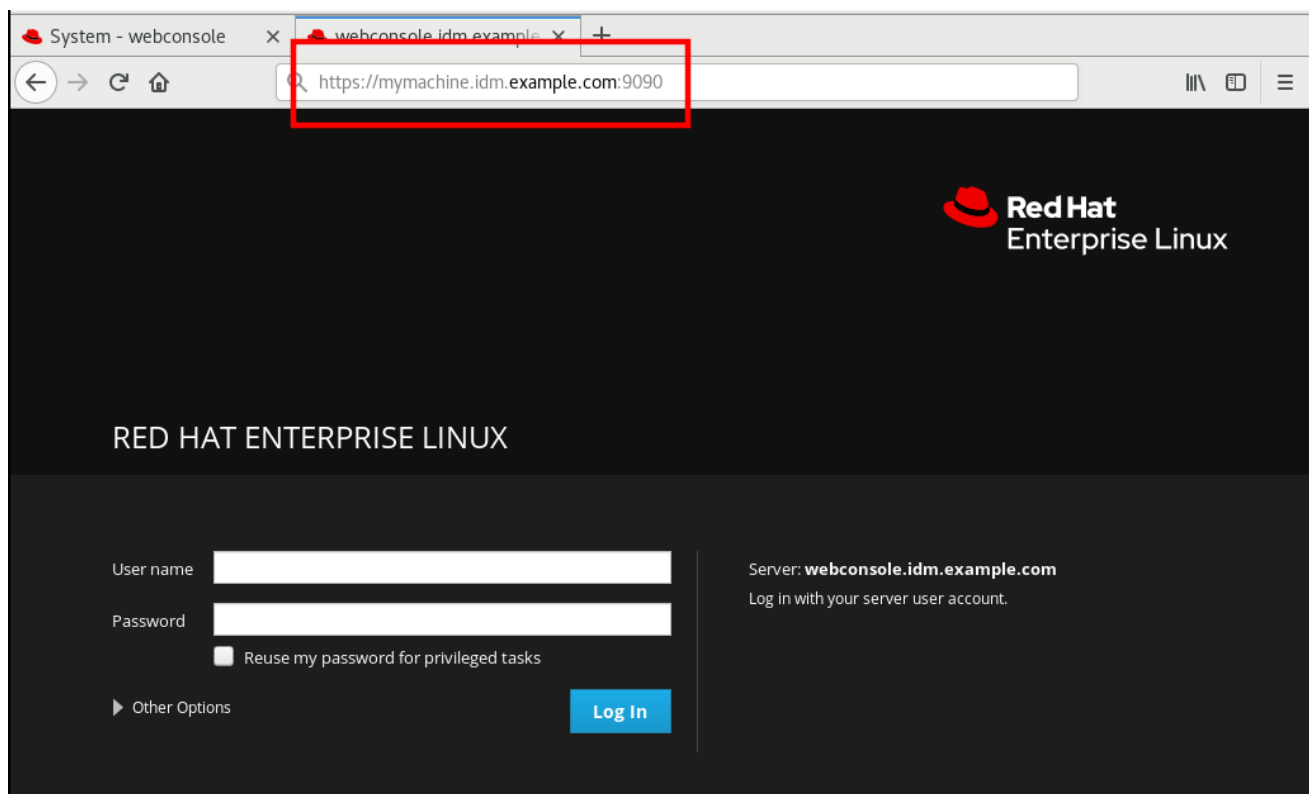 System - webconsole
webconsole.idm.example
https://mymachine.idm.example.com:9090
Red Hat
Enterprise Linux
RED HAT ENTERPRISE LINUX
User name
Password
Reuse my password for privileged tasks
Other Options
Log In
Server: webconsole.idm.example.com
Log in with your server user account.